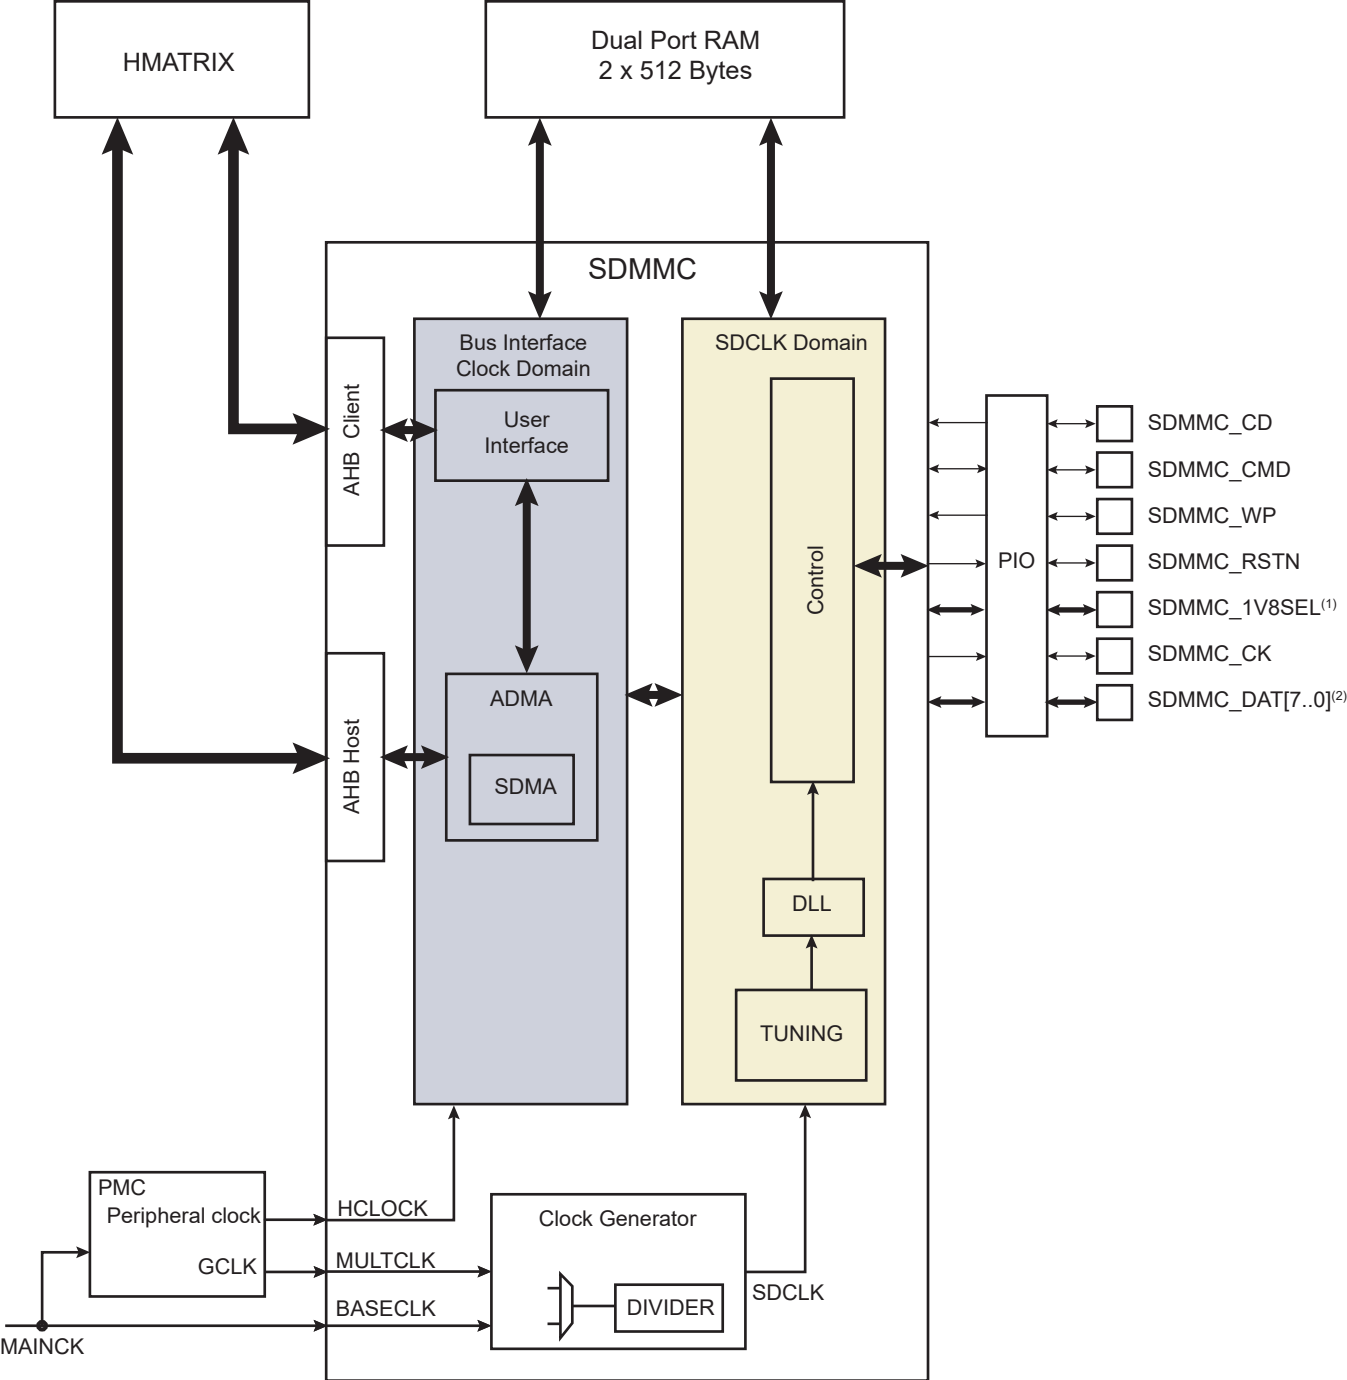 HMATRIX
Dual Port RAM
2 x 512 Bytes
SDMMC
Bus Interface
Clock Domain
SDCLK Domain
User
Interface
AHB Client
Control
PIO
SDMMC_CD
SDMMC_CMD
SDMMC_WP
SDMMC_RSTN
SDMMC_1V8SEL(1)
SDMMC_CK
SDMMC_DAT[7..0](2)
ADMA
SDMA
AHB Host
DLL
TUNING
PMC
Peripheral clock
GCLK
HCLOCK
MULTCLK
BASECLK
Clock Generator
DIVIDER
SDCLK
MAINCK